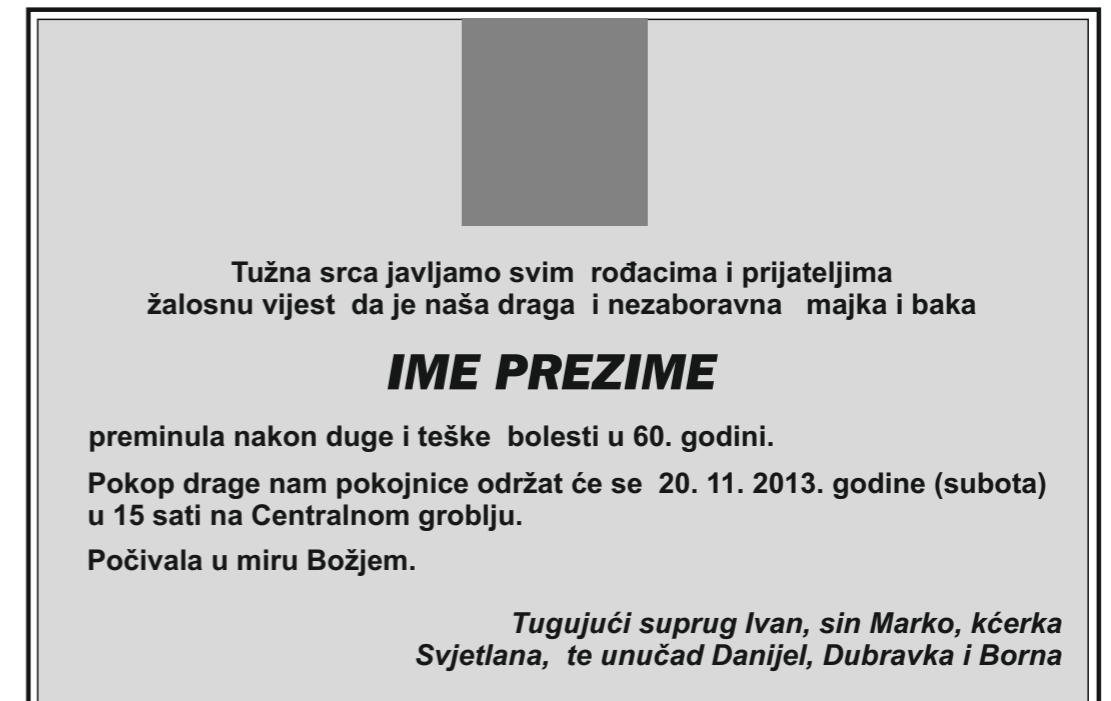 Tužna srca javljamo svim rođacima i prijateljima
žalosnu vijest da je naša draga i nezaboravna majka i baka
IME PREZIME
preminula nakon duge i teške bolesti u 60. godini.
Pokop drage nam pokojnice održat će se 20. 11. 2013. godine (subota)
u 15 sati na Centralnom groblju.
Počivala u miru Božjem.
Tugujući suprug Ivan, sin Marko, kćerka
Svjetlana, te unučad Danijel, Dubravka i Borna